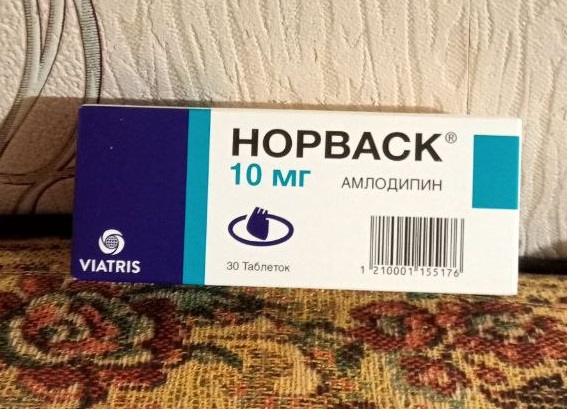 НОРВАСК®
10 мг
АМЛОДИПИН
30 Таблеток
VIATRIS
1 210001 155176